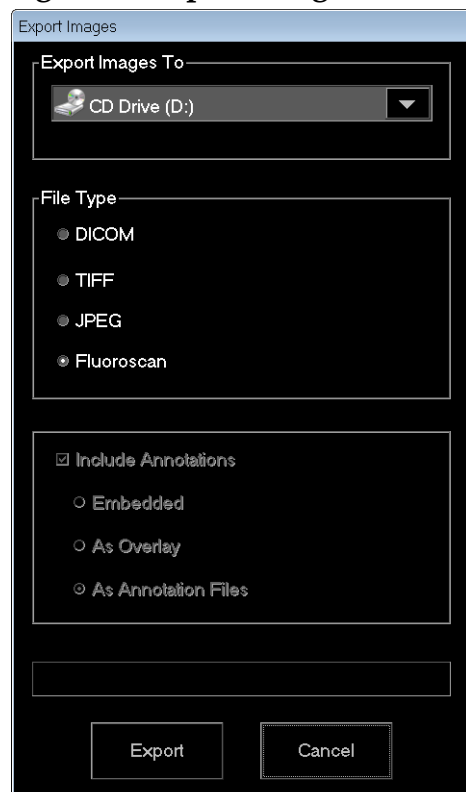 Export Images
Export Images To
CD Drive (D:)
File Type
DICOM
TIFF
JPEG
Fluoroscan
Include Annotations
Embedded
As Overlay
As Annotation Files
Export
Cancel